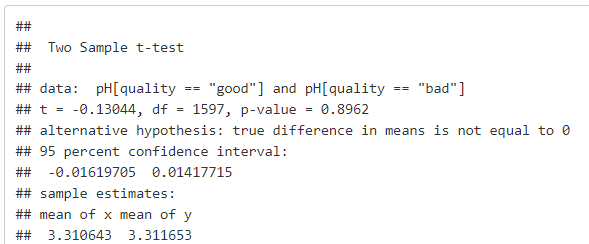 ##
##  Two Sample t-test
##
## data:  pH[quality == "good"] and pH[quality == "bad"]
## t = -0.13044, df = 1597, p-value = 0.8962
## alternative hypothesis: true difference in means is not equal to 0
## 95 percent confidence interval:
##  -0.01619705  0.01417715
## sample estimates:
## mean of x mean of y
##  3.310643  3.311653